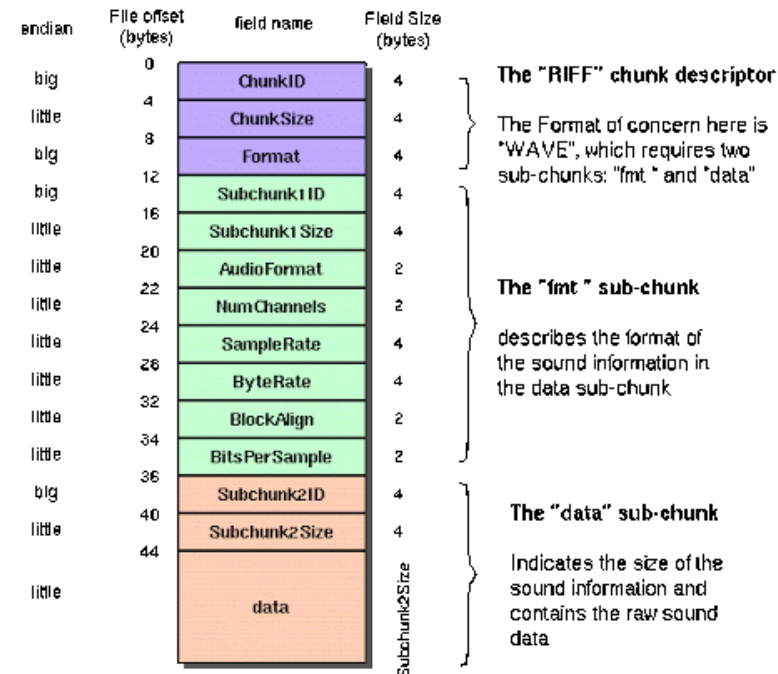 endian File offset (bytes) field name Field Size (bytes)
0
big ChunkID 4
4
little ChunkSize 4
8
big Format 4
12
big Subchunk1ID 4
16
little Subchunk1Size 4
20
little AudioFormat 2
22
little NumChannels 2
24
little SampleRate 4
28
little ByteRate 4
32
little BlockAlign 2
34
little BitsPerSample 2
36
big Subchunk2ID 4
40
little Subchunk2Size 4
44
little data Subchunk2Size
The "RIFF" chunk descriptor
The Format of concern here is
"WAVE", which requires two
sub-chunks: "fmt " and "data"
The "fmt " sub-chunk
describes the format of
the sound information in
the data sub-chunk
The "data" sub-chunk
Indicates the size of the
sound information and
contains the raw sound
data